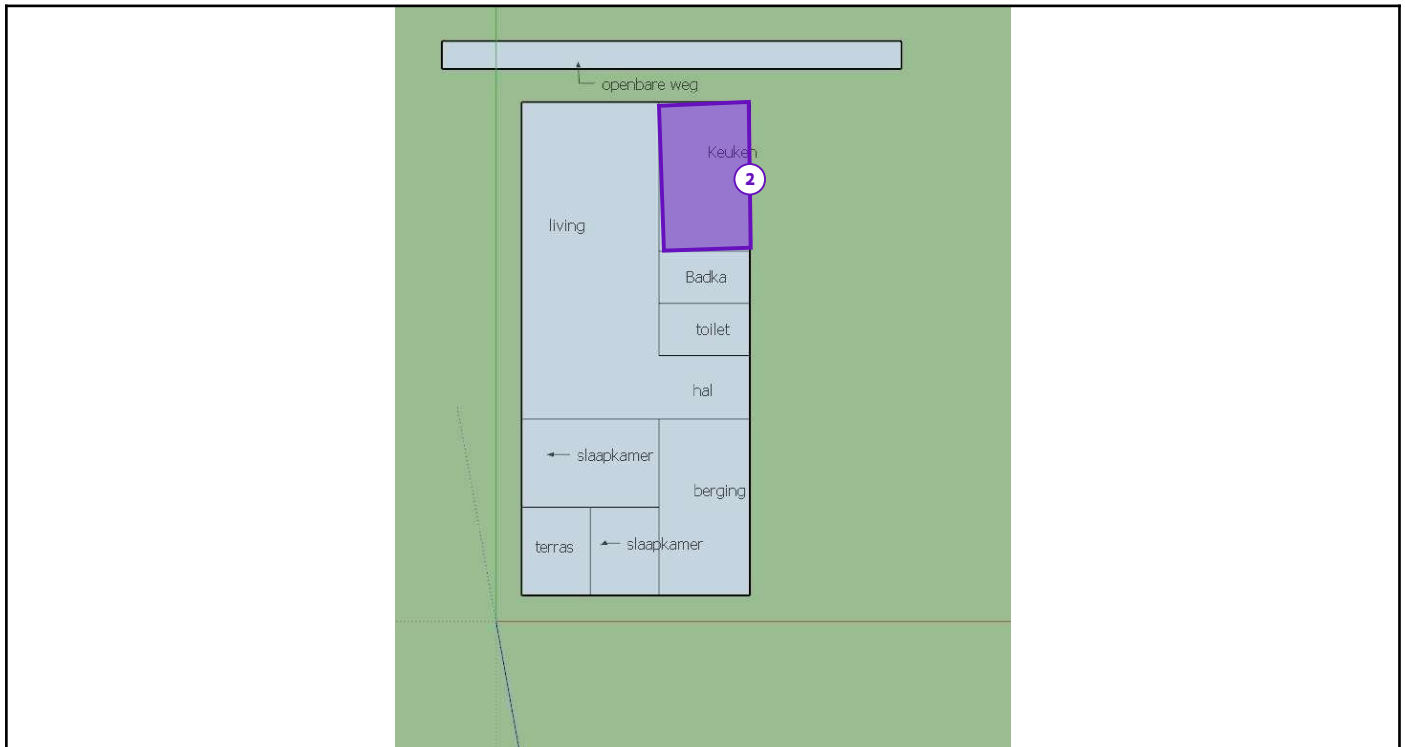 openbare weg
Keuken
2
living
Badka
toilet
hal
slaapkamer
berging
terras
slaapkamer